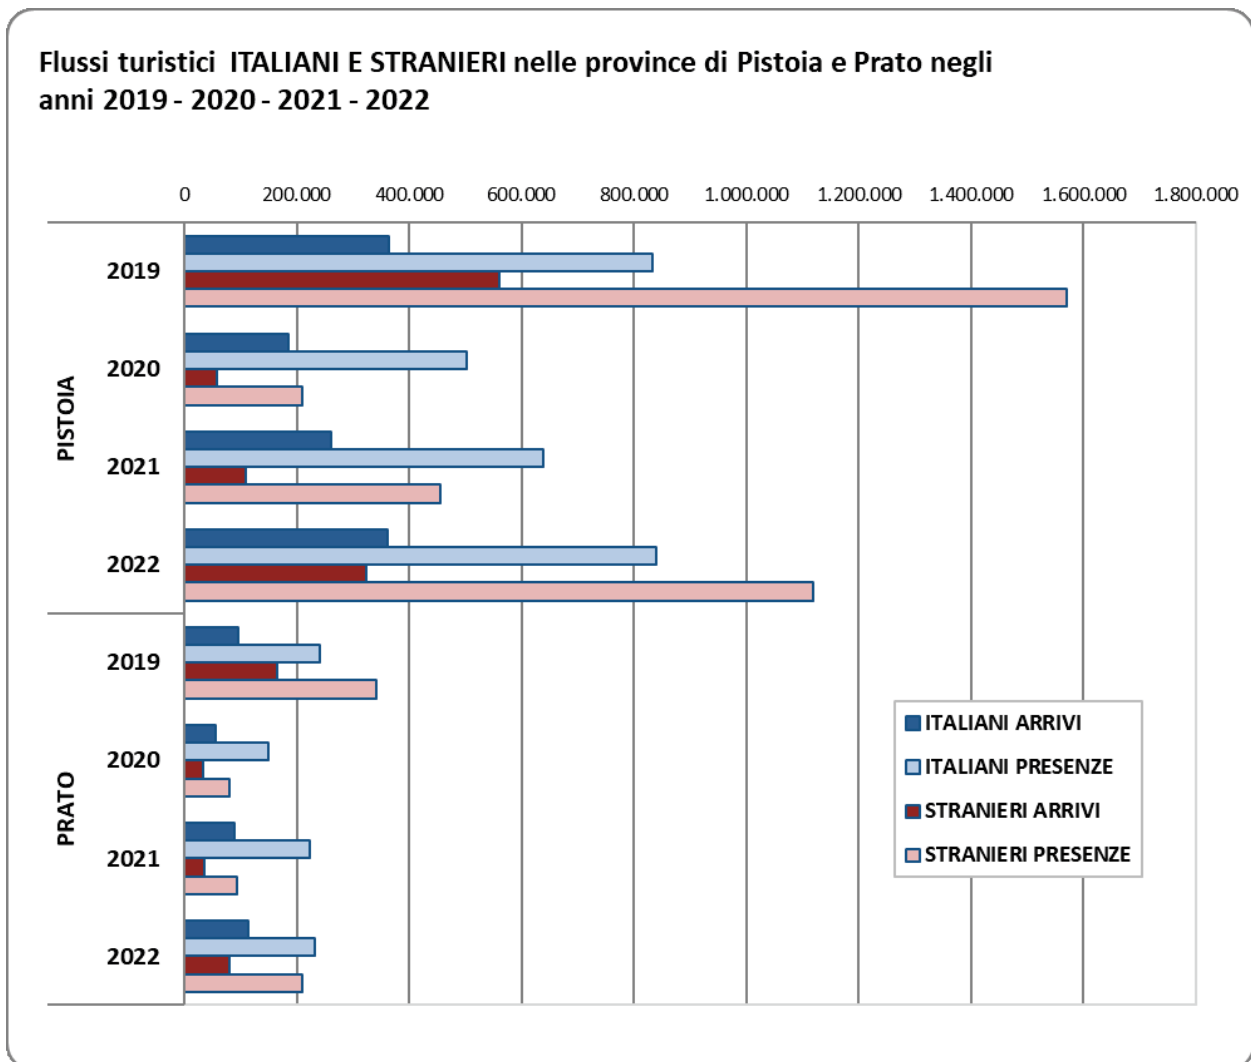 Flussi turistici ITALIANI E STRANIERI nelle province di Pistoia e Prato negli
anni 2019 - 2020 - 2021 - 2022
0 200.000 400.000 600.000 800.000 1.000.000 1.200.000 1.400.000 1.600.000 1.800.000
PISTOIA
2019
2020
2021
2022
PRATO
2019
2020
2021
2022
ITALIANI ARRIVI
ITALIANI PRESENZE
STRANIERI ARRIVI
STRANIERI PRESENZE